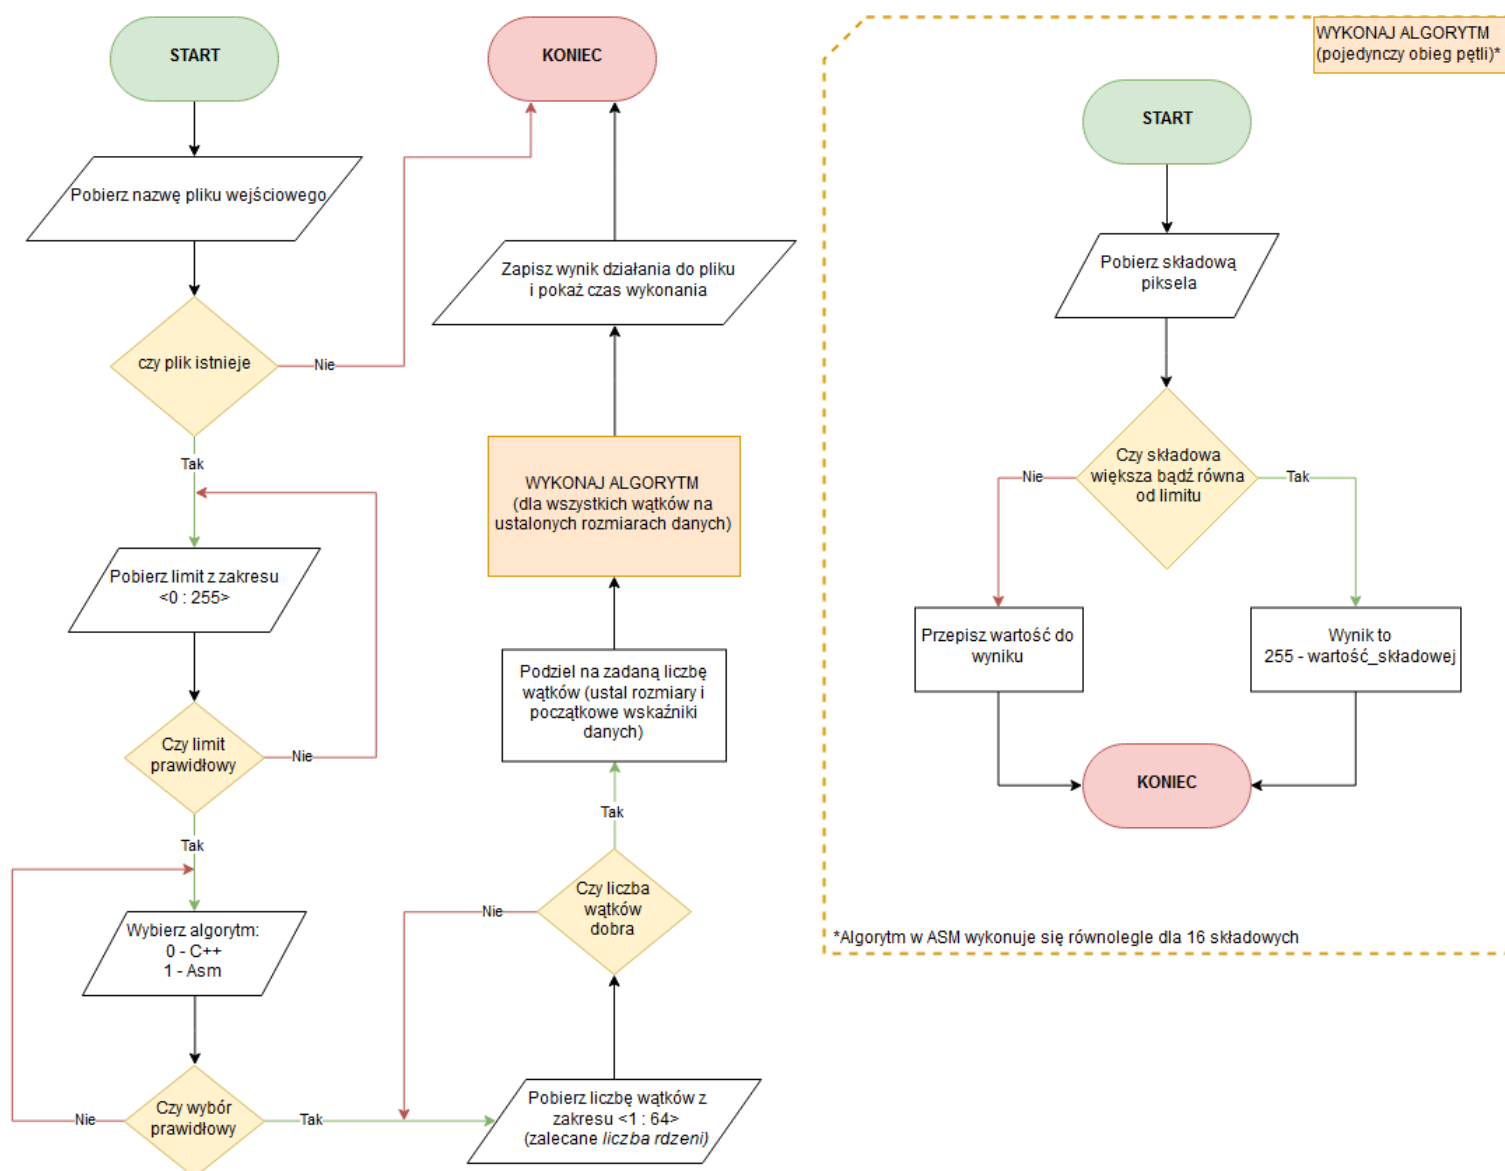 START
Pobierz nazwę pliku wejściowego
czy plik istnieje
Nie
Tak
Pobierz limit z zakresu
<0 : 255>
Czy limit
prawidłowy
Nie
Tak
Wybierz algorytm:
0 - C++
1 - Asm
Czy wybór
prawidłowy
Nie
Tak
Pobierz liczbę wątków z
zakresu <1 : 64>
(zalecane liczba rdzeni)
Czy liczba
wątków
dobra
Nie
Tak
Podziel na zadaną liczbę
wątków (ustal rozmiary i
początkowe wskaźniki
danych)
WYKONAJ ALGORYTM
(dla wszystkich wątków na
ustalonych rozmiarach danych)
Zapisz wynik działania do pliku
i pokaż czas wykonania
KONIEC
WYKONAJ ALGORYTM
(pojedynczy obieg pętli)*
START
Pobierz składową
piksela
Czy składowa
większa bądź równa
od limitu
Nie
Tak
Przepisz wartość do
wyniku
Wynik to
255 - wartość_składowej
KONIEC
*Algorytm w ASM wykonuje się równolegle dla 16 składowych